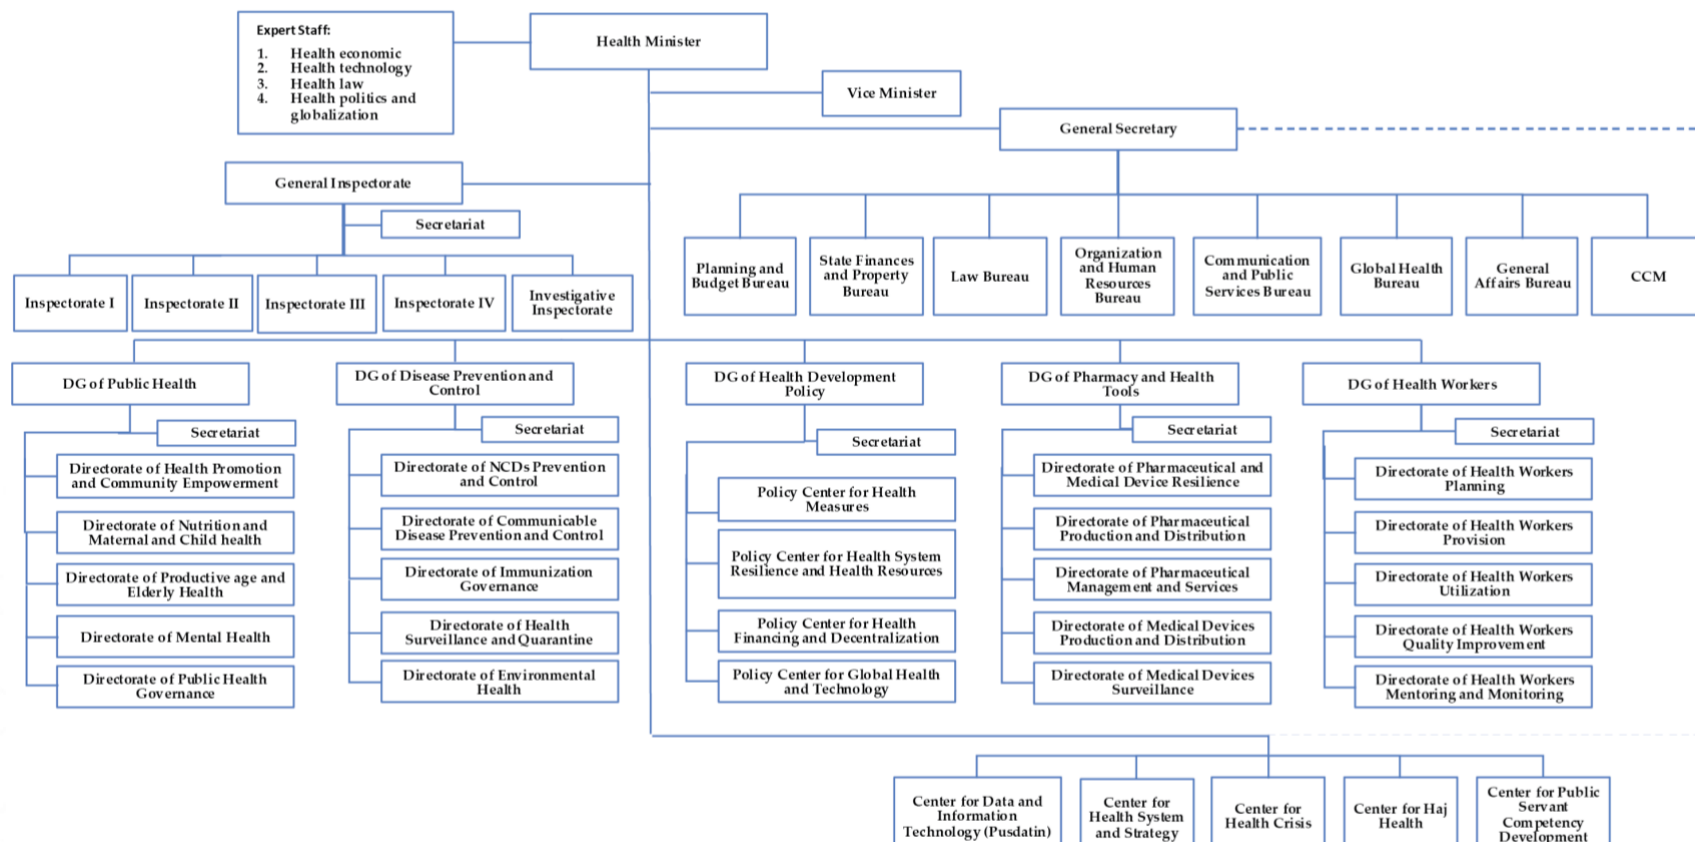 Expert Staff:
1. Health economic
2. Health technology
3. Health law
4. Health politics and
globalization
Health Minister
Vice Minister
General Secretary
General Inspectorate
Secretariat
Inspectorate I
Inspectorate II
Inspectorate III
Inspectorate IV
Investigative
Inspectorate
Planning and
Budget Bureau
State Finances
and Property
Bureau
Law Bureau
Organization
and Human
Resources
Bureau
Communication
and Public
Services Bureau
Global Health
Bureau
General
Affairs Bureau
CCM
DG of Public Health
Secretariat
Directorate of Health Promotion
and Community Empowerment
Directorate of Nutrition and
Maternal and Child health
Directorate of Productive age and
Elderly Health
Directorate of Mental Health
Directorate of Public Health
Governance
DG of Disease Prevention and
Control
Secretariat
Directorate of NCDs Prevention
and Control
Directorate of Communicable
Disease Prevention and Control
Directorate of Immunization
Governance
Directorate of Health
Surveillance and Quarantine
Directorate of Environmental
Health
DG of Health Development
Policy
Secretariat
Policy Center for Health
Measures
Policy Center for Health System
Resilience and Health Resources
Policy Center for Health
Financing and Decentralization
Policy Center for Global Health
and Technology
DG of Pharmacy and Health
Tools
Secretariat
Directorate of Pharmaceutical and
Medical Device Resilience
Directorate of Pharmaceutical
Production and Distribution
Directorate of Pharmaceutical
Management and Services
Directorate of Medical Devices
Production and Distribution
Directorate of Medical Devices
Surveillance
DG of Health Workers
Secretariat
Directorate of Health Workers
Planning
Directorate of Health Workers
Provision
Directorate of Health Workers
Utilization
Directorate of Health Workers
Quality Improvement
Directorate of Health Workers
Mentoring and Monitoring
Center for Data and
Information
Technology (Pusdatin)
Center for
Health System
and Strategy
Center for
Health Crisis
Center for Haj
Health
Center for Public
Servant
Competency
Development